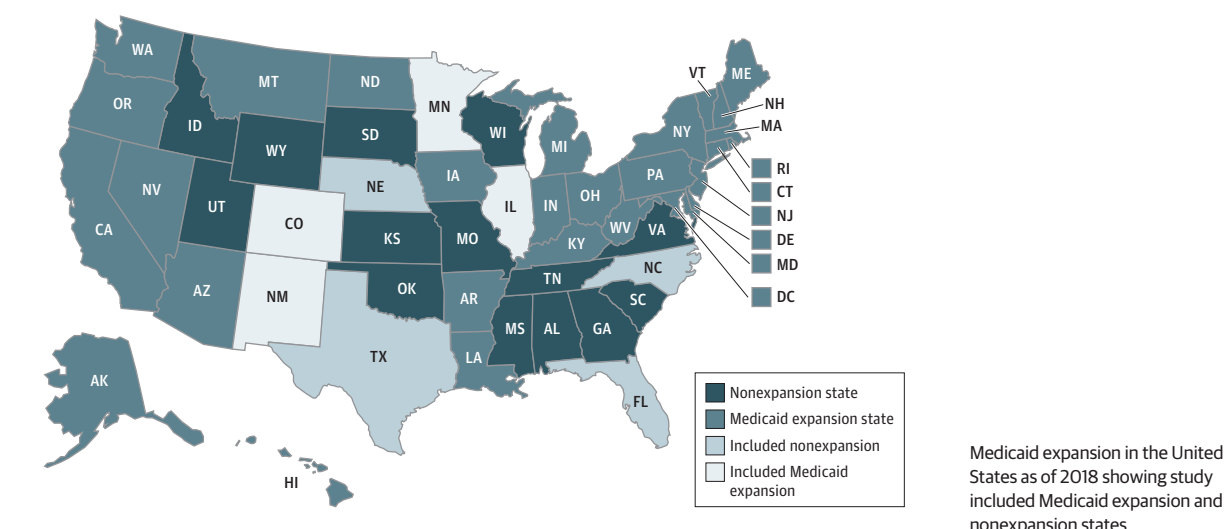 WA
MT
ND
MN
VT
ME
OR
ID
SD
WI
NH
MA
WY
MI
NY
NE
IA
PA
RI
NV
UT
CO
IL
IN
OH
CT
CA
KS
MO
WV
VA
NJ
KY
DE
NC
MD
AZ
NM
OK
AR
TN
SC
DC
MS
AL
GA
TX
LA
AK
FL
HI
Nonexpansion state
Medicaid expansion state
Included nonexpansion
Included Medicaid
expansion
Medicaid expansion in the United
States as of 2018 showing study
included Medicaid expansion and
nonexpansion states